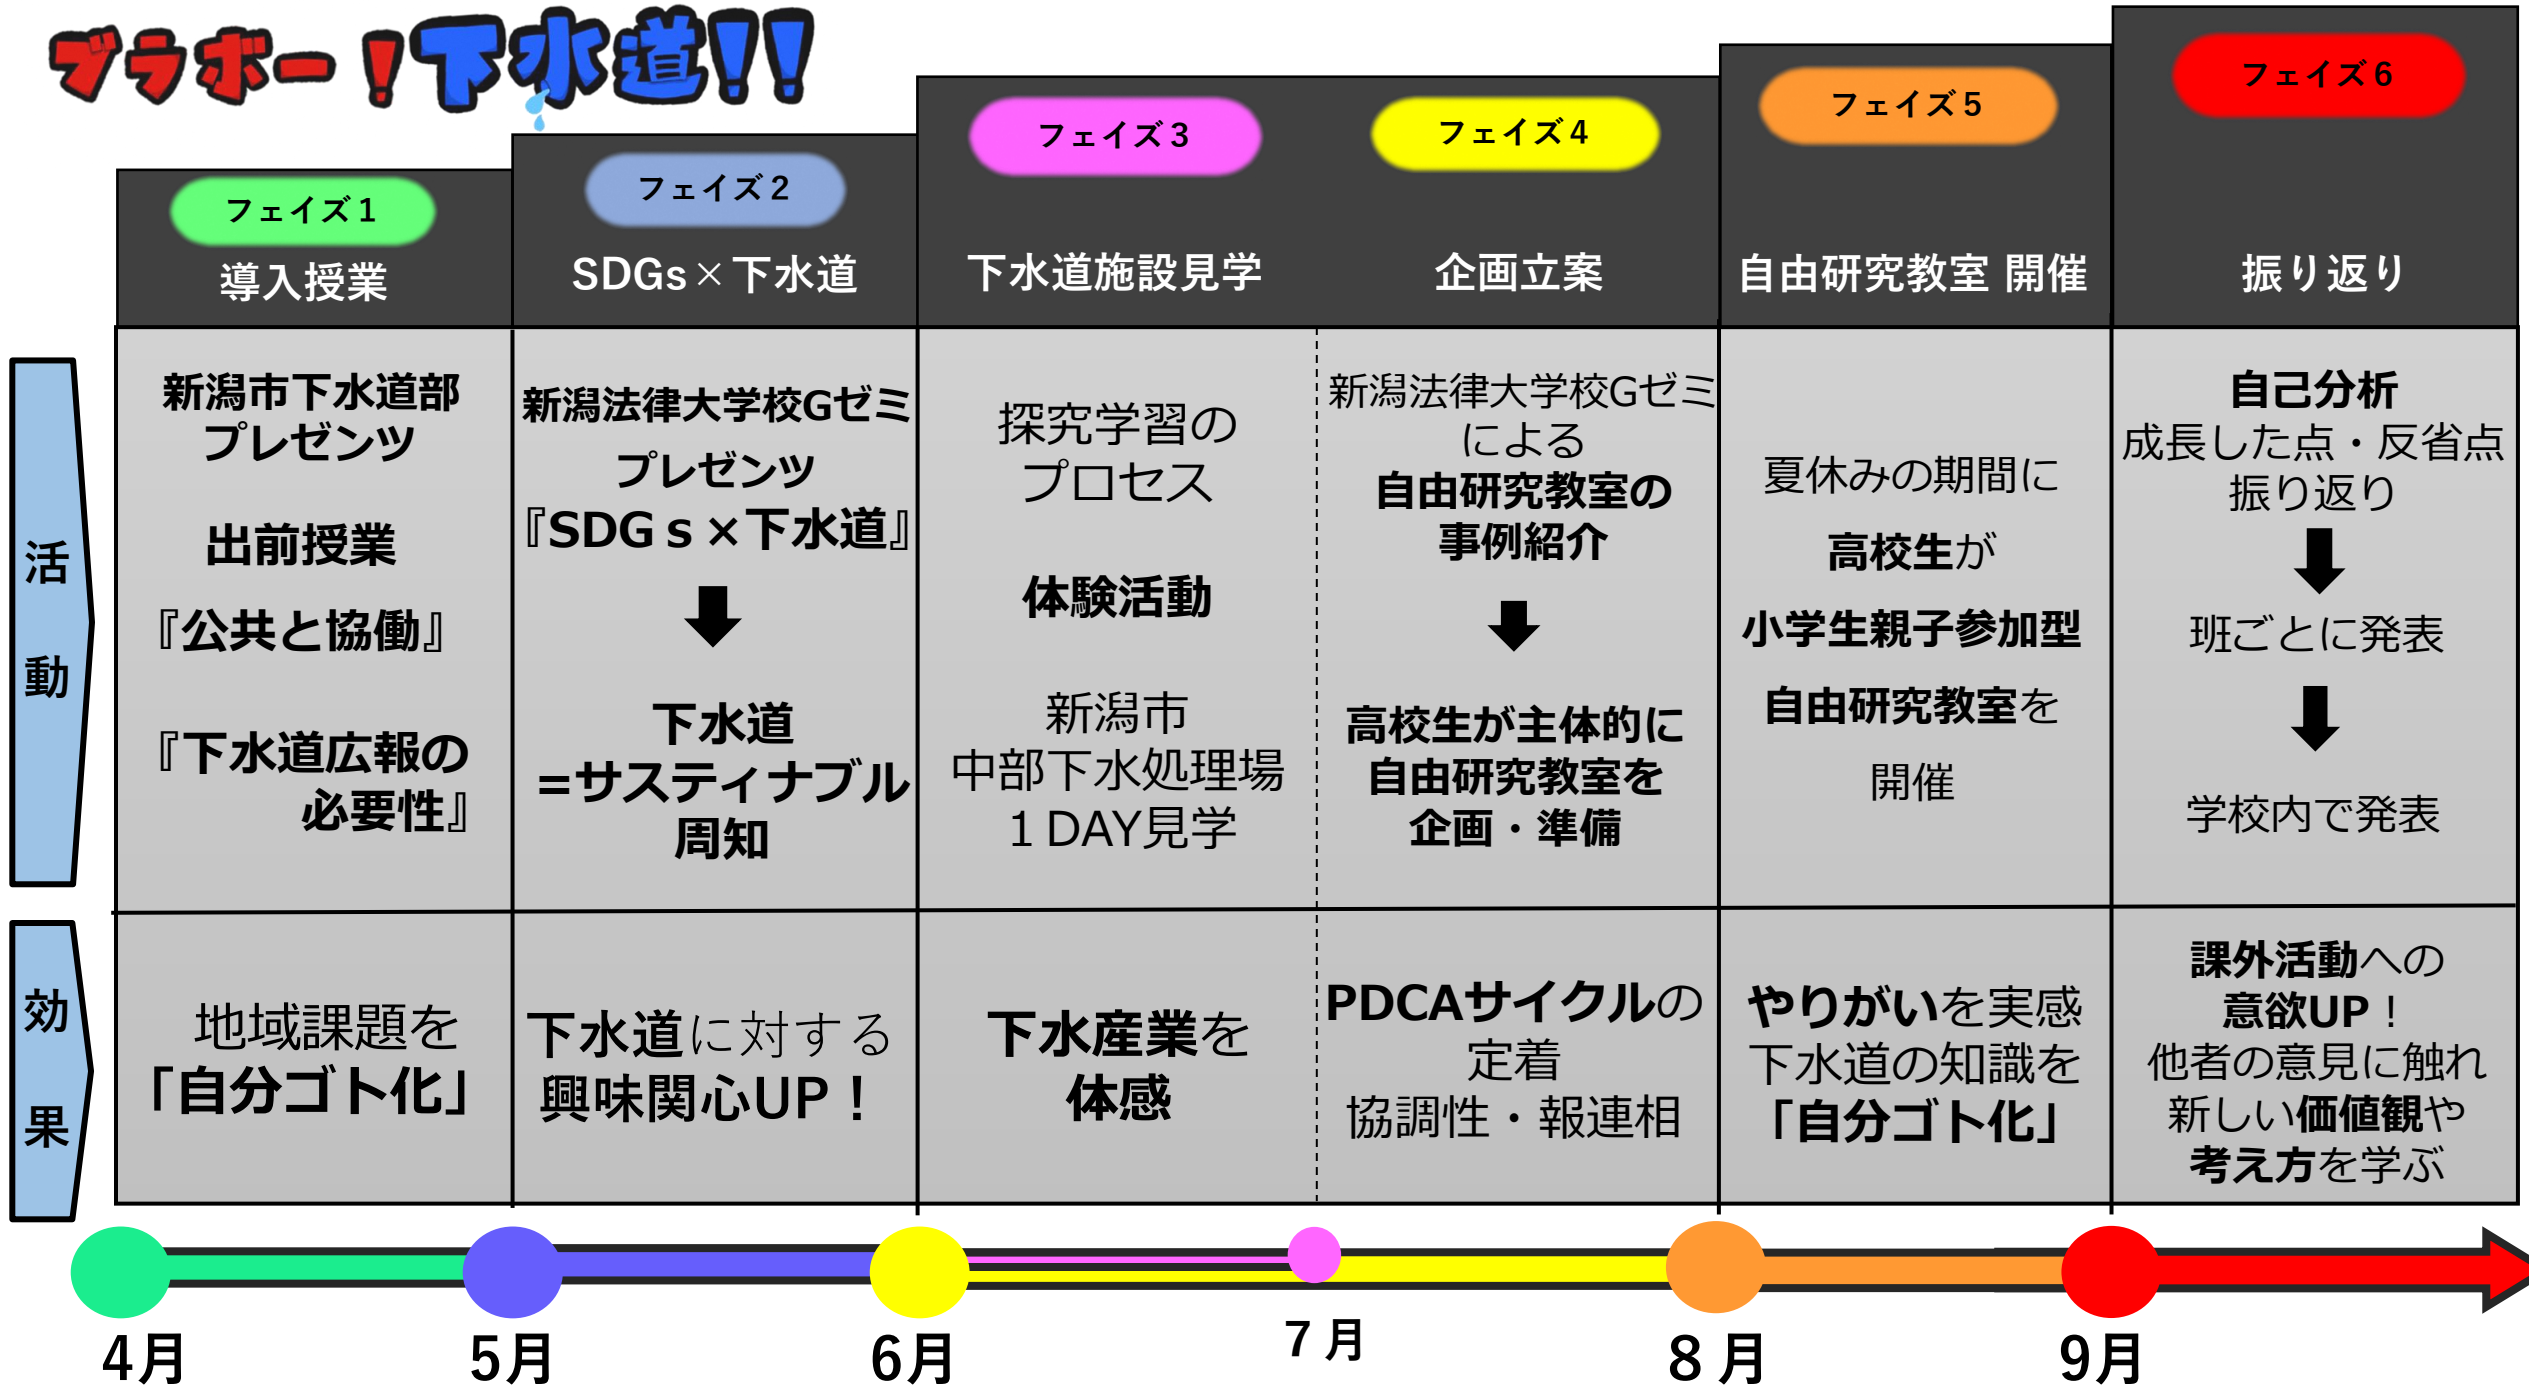 ブラボー！下水道!!
フェイズ１
導入授業
フェイズ２
SDGs×下水道
フェイズ３
下水道施設見学
フェイズ４
企画立案
フェイズ５
自由研究教室 開催
フェイズ６
振り返り
活動
新潟市下水道部
プレゼンツ
出前授業
『公共と協働』
『下水道広報の
必要性』
新潟法律大学校Gゼミ
プレゼンツ
『SDGｓ×下水道』
下水道
=サスティナブル
周知
探究学習の
プロセス
体験活動
新潟市
中部下水処理場
１DAY見学
新潟法律大学校Gゼミ
による
自由研究教室の
事例紹介
高校生が主体的に
自由研究教室を
企画・準備
夏休みの期間に
高校生が
小学生親子参加型
自由研究教室を
開催
自己分析
成長した点・反省点
振り返り
班ごとに発表
学校内で発表
効果
地域課題を
「自分ゴト化」
下水道に対する
興味関心UP！
下水産業を
体感
PDCAサイクルの
定着
協調性・報連相
やりがいを実感
下水道の知識を
「自分ゴト化」
課外活動への
意欲UP！
他者の意見に触れ
新しい価値観や
考え方を学ぶ
4月
5月
6月
７月
８月
9月